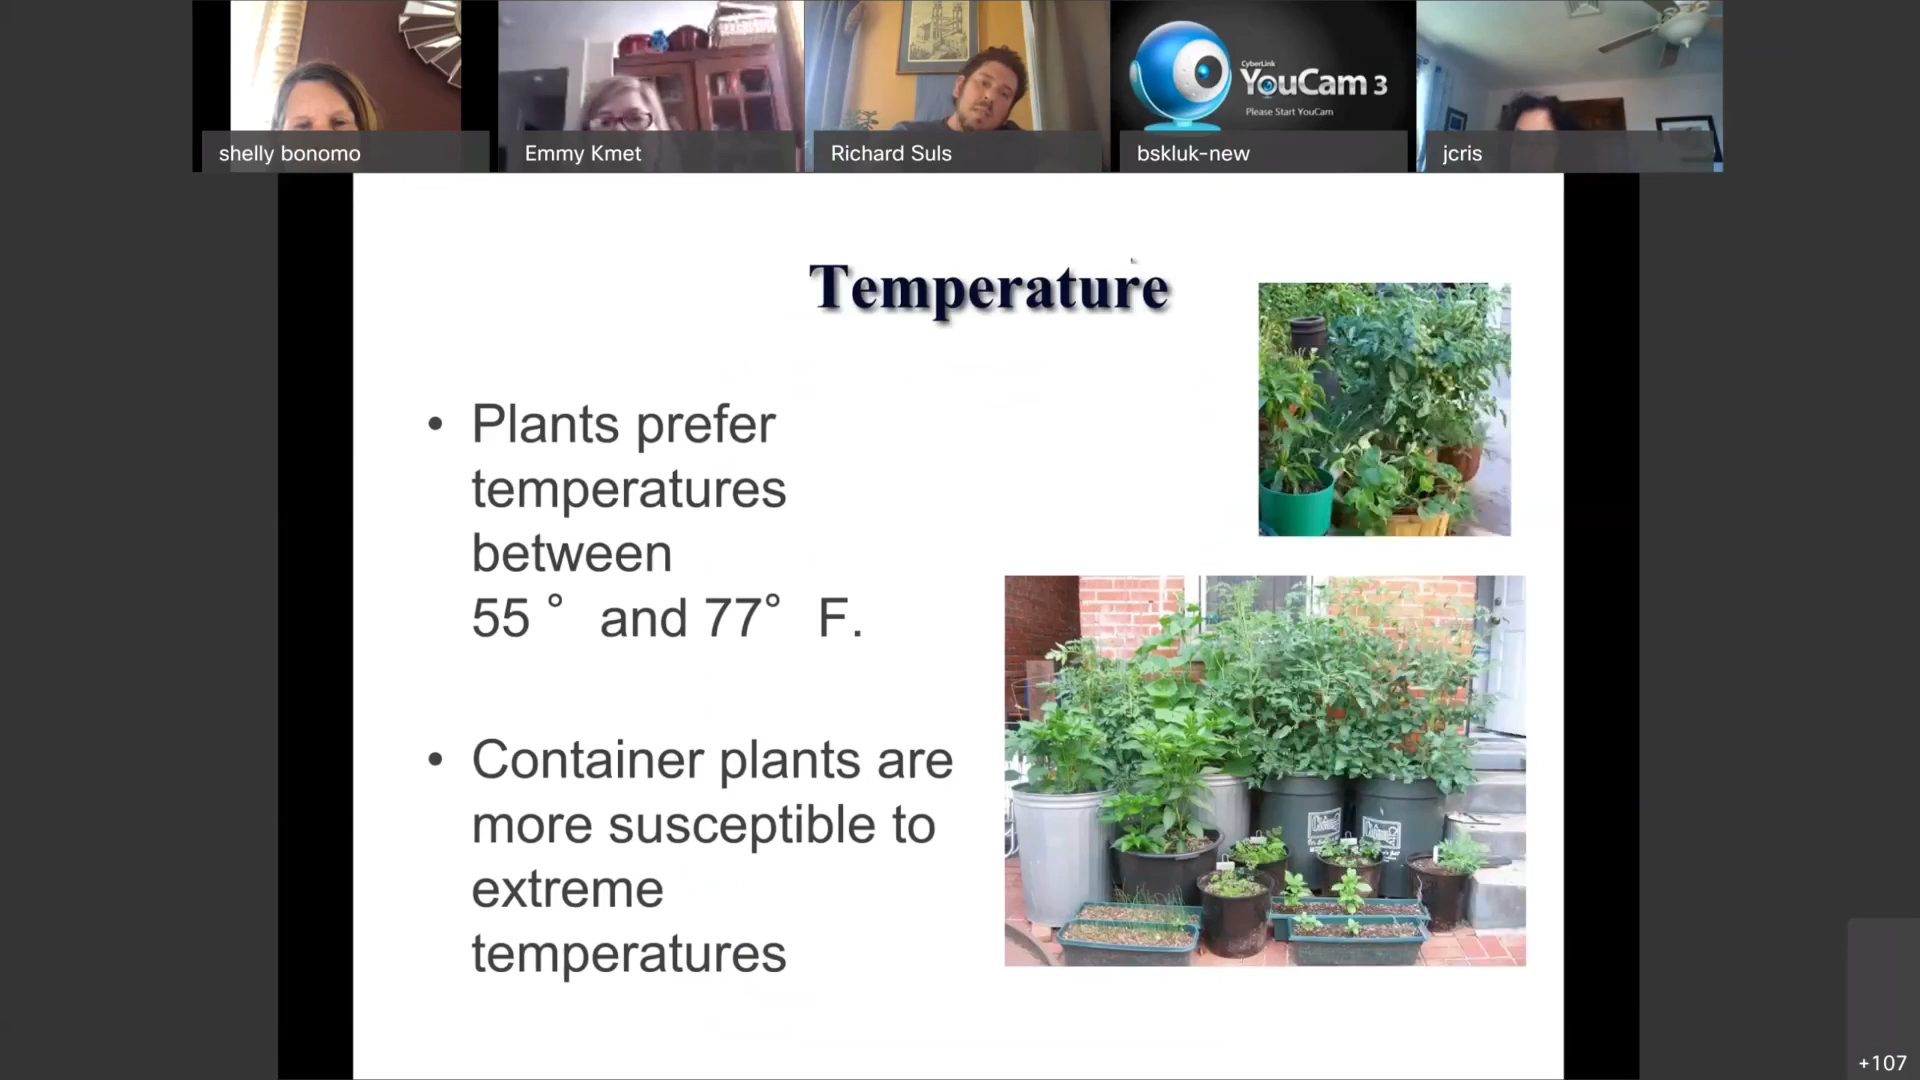 CyberLink
YouCam 3
Please Start YouCam
shelly bonomo
Emmy Kmet
Richard Suls
bskluk-new
jcris
Temperature
• Plants prefer
temperatures
between
55 ° and 77° F.
• Container plants are
more susceptible to
extreme
temperatures
+107